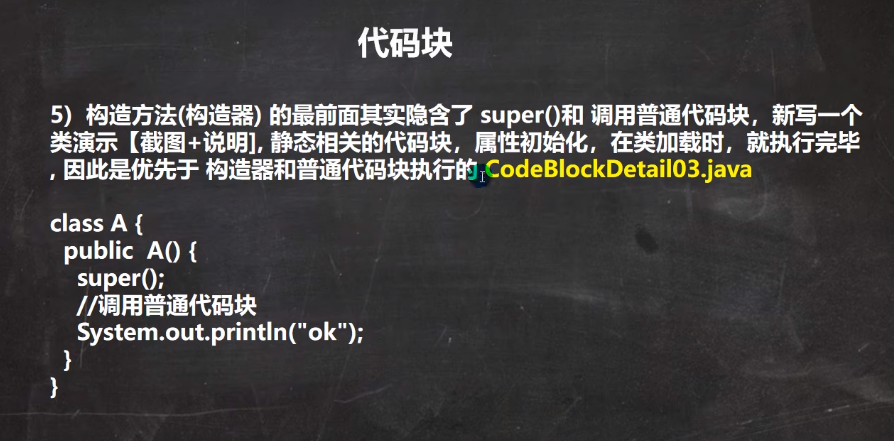 代码块
5）构造方法(构造器) 的最前面其实隐含了 super()和 调用普通代码块，新写一个
类演示【截图+说明], 静态相关的代码块，属性初始化，在类加载时，就执行完毕
, 因此是优先于 构造器和普通代码块执行的 CodeBlockDetail03.java
class A {
public A() {
super();
//调用普通代码块
System.out.println("ok");
}
}